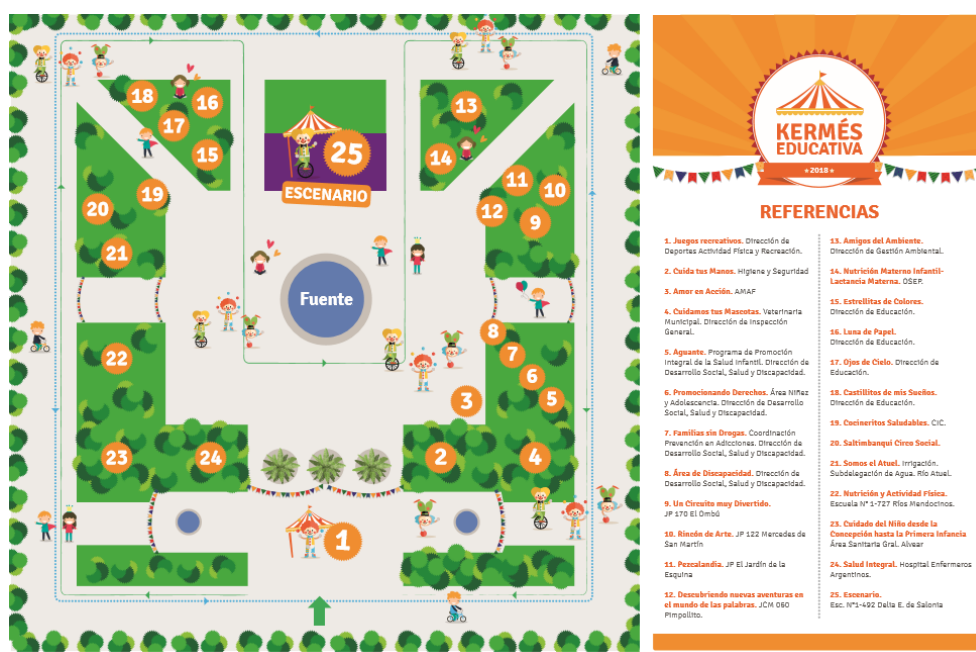 18
16
17
15
19
20
21
25
ESCENARIO
13
14
11
10
12
9
Fuente
22
8
7
6
5
3
23
24
2
4
1
KERMÉS
EDUCATIVA
2018
REFERENCIAS
1. Juegos recreativos. Dirección de
Deportes Actividad Física y Recreación.
2. Cuida tus Manos. Higiene y Seguridad
3. Amor en Acción. AMAF
4. Cuidamos tus Mascotas. Veterinaria
Municipal. Dirección de Inspección
General.
5. Aguante. Programa de Promoción
Integral de la Salud Infantil. Dirección de
Desarrollo Social, Salud y Discapacidad.
6. Promocionando Derechos. Área Niñez
y Adolescencia. Dirección de Desarrollo
Social, Salud y Discapacidad.
7. Familias sin Drogas. Coordinación
Prevención en Adicciones. Dirección de
Desarrollo Social, Salud y Discapacidad.
8. Área de Discapacidad. Dirección de
Desarrollo Social, Salud y Discapacidad.
9. Un Circuito muy Divertido.
JP 170 El Ombú
10. Rincón de Arte. JP 122 Mercedes de
San Martín
11. Pezcalandia. JP El Jardín de la
Esquina
12. Descubriendo nuevas aventuras en
el mundo de las palabras. JCM 060
Pimpollito.
13. Amigos del Ambiente.
Dirección de Gestión Ambiental.
14. Nutrición Materno Infantil-
Lactancia Materna. OSEP.
15. Estrellitas de Colores.
Dirección de Educación.
16. Luna de Papel.
Dirección de Educación.
17. Ojos de Cielo. Dirección de
Educación.
18. Castillitos de mis Sueños.
Dirección de Educación.
19. Cocineritos Saludables. CIC.
20. Saltimbanqui Circo Social.
21. Somos el Atuel. Irrigación.
Subdelegación de Agua. Río Atuel.
22. Nutrición y Actividad Física.
Escuela N° 1-727 Ríos Mendocinos.
23. Cuidado del Niño desde la
Concepción hasta la Primera Infancia
Área Sanitaria Gral. Alvear
24. Salud Integral. Hospital Enfermeros
Argentinos.
25. Escenario.
Esc. N°1-492 Delia E. de Salonia